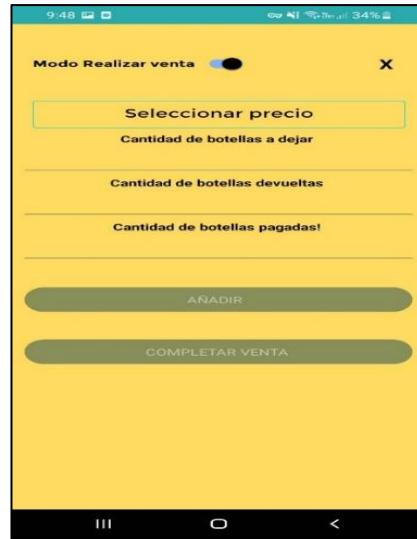 9:48 34%
Modo Realizar venta X
Seleccionar precio
Cantidad de botellas a dejar
Cantidad de botellas devueltas
Cantidad de botellas pagadas!
AÑADIR
COMPLETAR VENTA